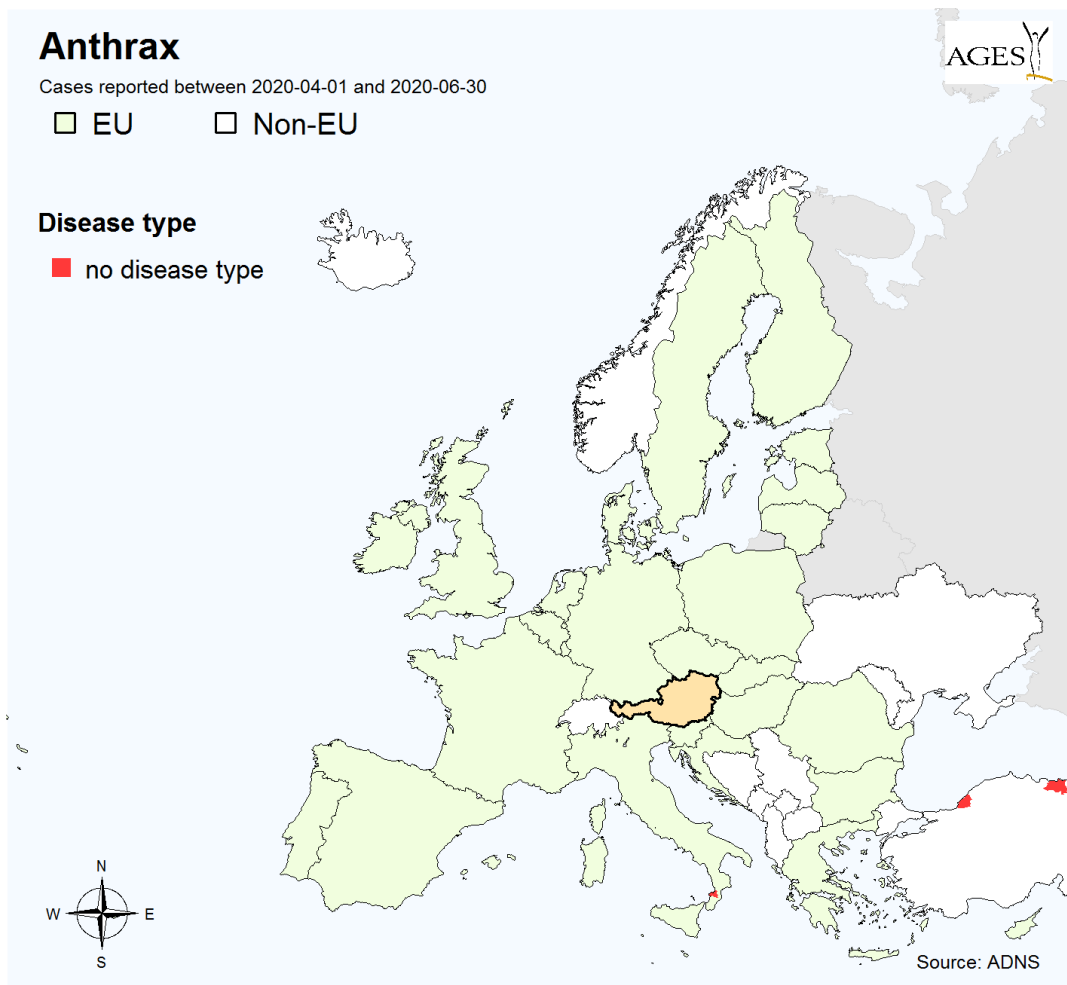 Anthrax
Cases reported between 2020-04-01 and 2020-06-30
EU
Non-EU
AGES
Disease type
no disease type
N
W
E
S
Source: ADNS